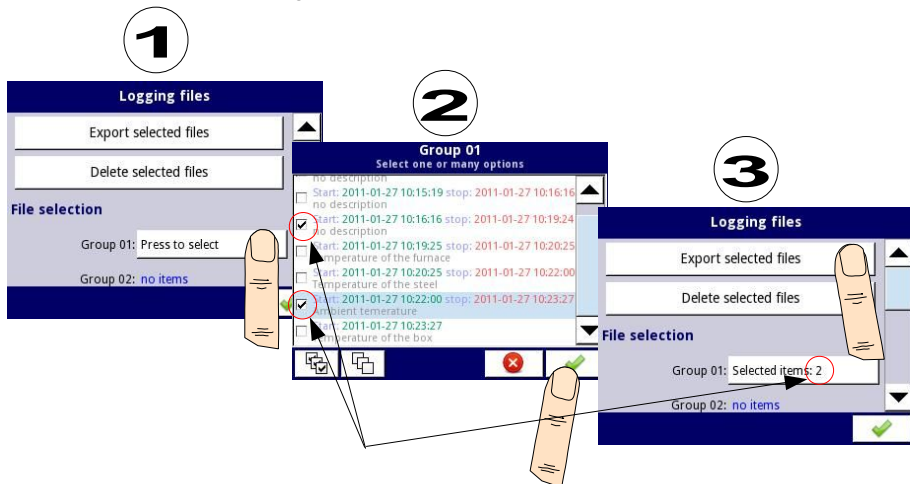 1
Logging files
Export selected files
Delete selected files
File selection
Group 01: Press to select
Group 02: no items
2
Group 01
Select one or many options
no description
Start: 2011-01-27 10:15:19 stop: 2011-01-27 10:16:16
no description
Start: 2011-01-27 10:16:16 stop: 2011-01-27 10:19:24
no description
Start: 2011-01-27 10:19:25 stop: 2011-01-27 10:20:25
Temperature of the furnace
Start: 2011-01-27 10:20:25 stop: 2011-01-27 10:22:00
Temperature of the steel
Start: 2011-01-27 10:22:00 stop: 2011-01-27 10:23:27
Ambient temerature
Start: 2011-01-27 10:23:27
Temperature of the box
3
Logging files
Export selected files
Delete selected files
File selection
Group 01: Selected items: 2
Group 02: no items